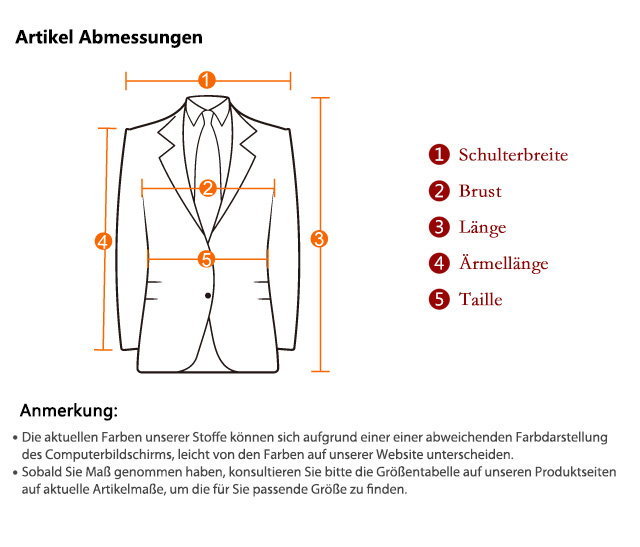 Artikel Abmessungen
1
2
3
4
5
1 Schulterbreite
2 Brust
3 Länge
4 Ärmellänge
5 Taille
Anmerkung:
• Die aktuellen Farben unserer Stoffe können sich aufgrund einer einer abweichenden Farbdarstellung
des Computerbildschirms, leicht von den Farben auf unserer Website unterscheiden.
• Sobald Sie Maß genommen haben, konsultieren Sie bitte die Größentabelle auf unseren Produktseiten
auf aktuelle Artikelmaße, um die für Sie passende Größe zu finden.